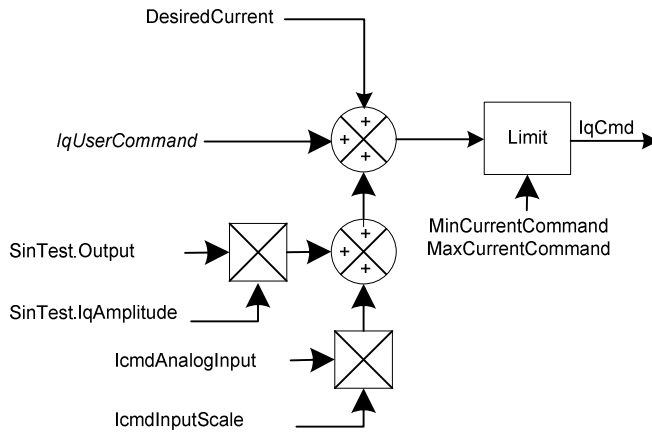 DesiredCurrent
+
IqUserCommand
+
+
Limit
IqCmd
MinCurrentCommand
MaxCurrentCommand
SinTest.Output
+
+
+
SinTest.IqAmplitude
IcmdAnalogInput
IcmdInputScale